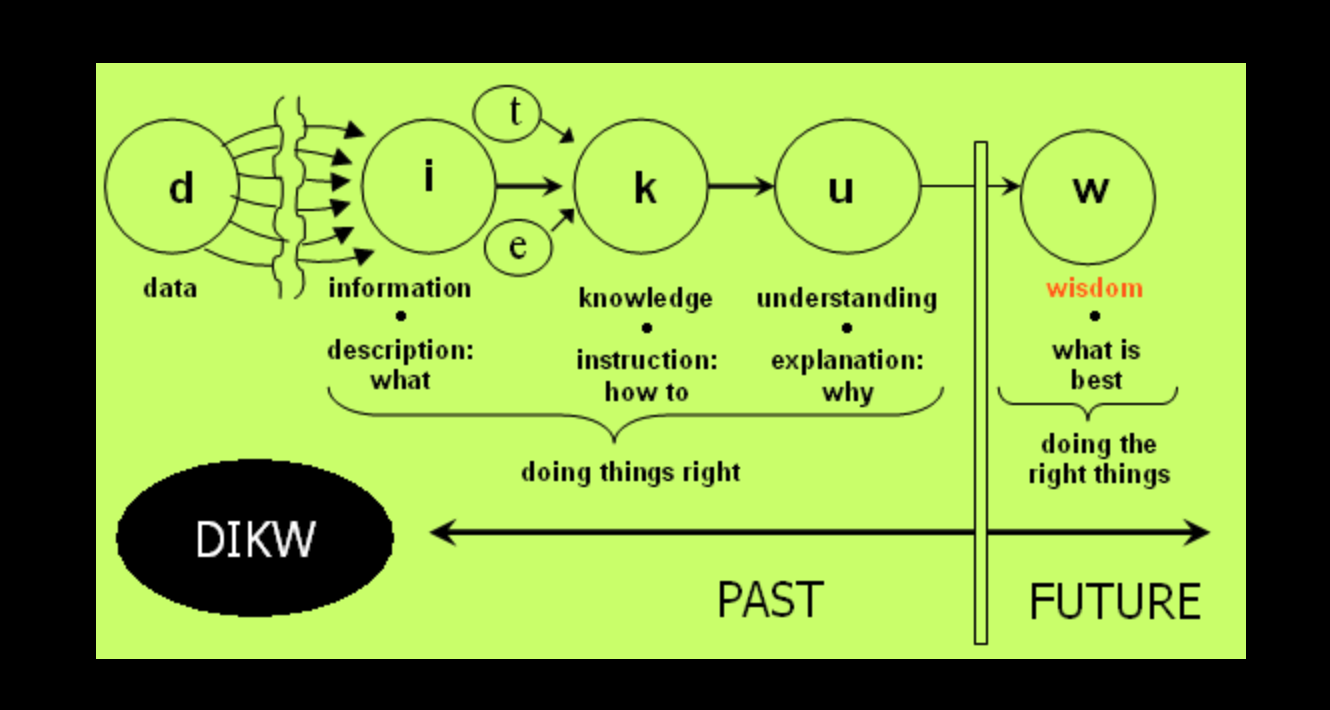 t
d
i
k
u
w
e
data
information
•
description:
what
knowledge
•
instruction:
how to
understanding
•
explanation:
why
wisdom
•
what is
best
doing things right
doing the
right things
DIKW
PAST
FUTURE